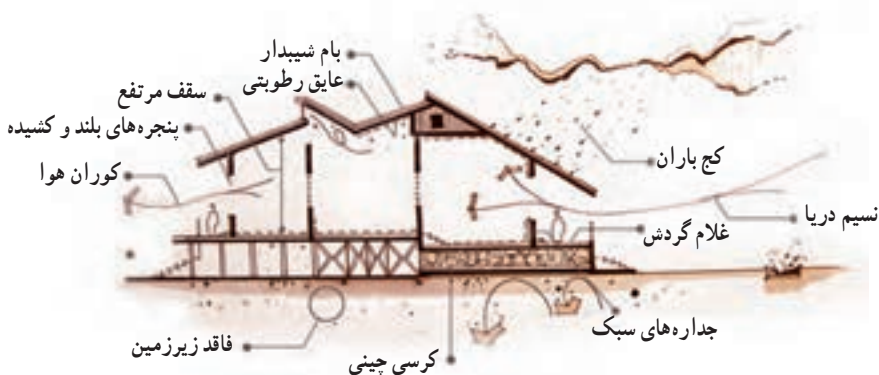 بام شیبدار
عایق رطوبتی
سقف مرتفع
پنجره‌های بلند و کشیده
کوران هوا
کج باران
نسیم دریا
غلام گردش
جداره‌های سبک
فاقد زیرزمین
کرسی چینی